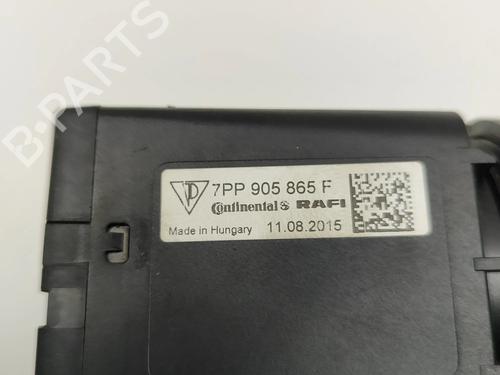 B-PARTS
7PP 905 865 F
Continental & RAFI
Made in Hungary 11.08.2015